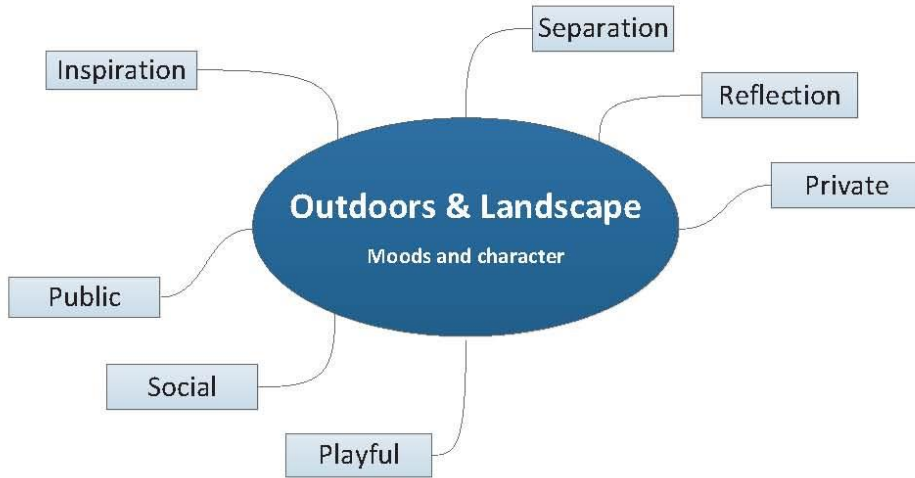 Separation
Inspiration
Reflection
Private
Outdoors & Landscape
Moods and character
Public
Social
Playful